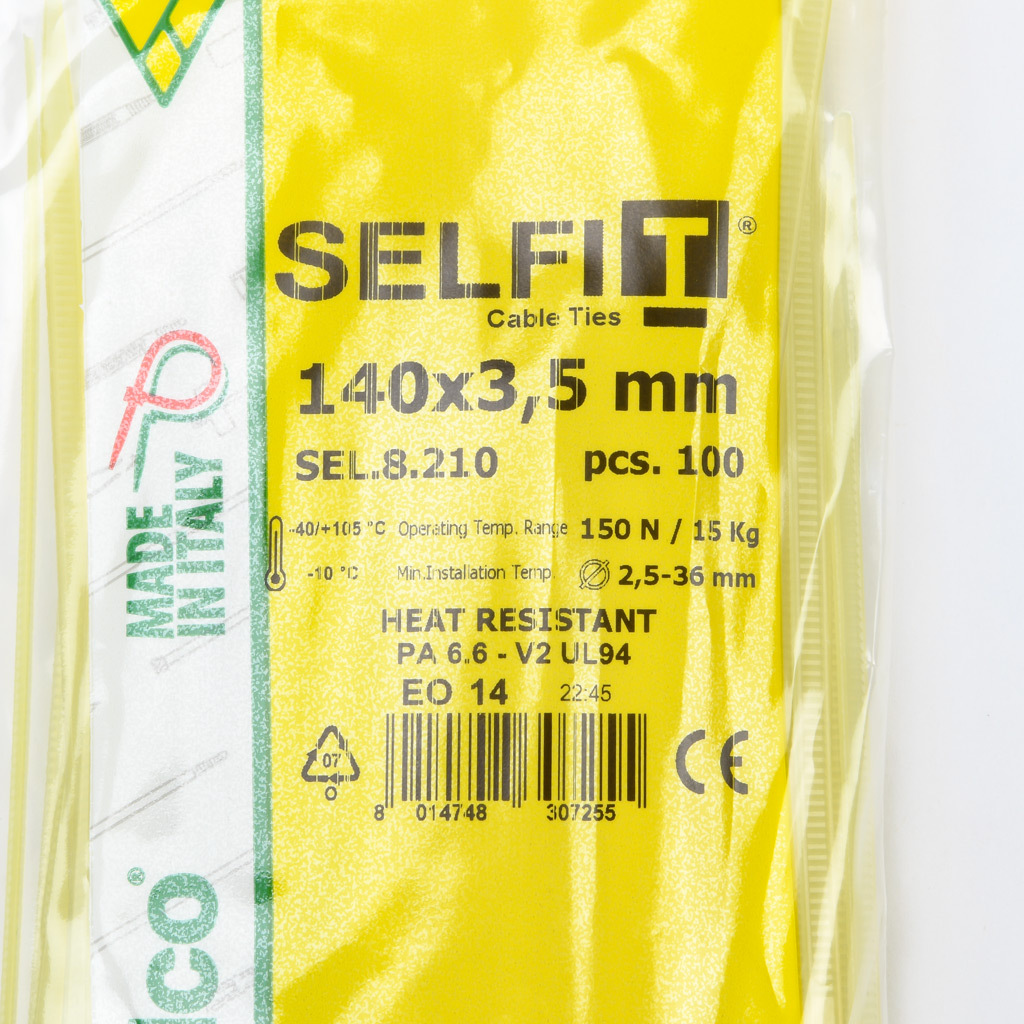 SELFIT®
Cable Ties
140x3,5 mm
SEL.8.210 pcs. 100
-40/+105 °C Operating Temp. Range 150 N / 15 Kg
-10 °C Min.Installation Temp. 2,5-36 mm
HEAT RESISTANT
PA 6.6 - V2 UL94
EO 14 22:45
07
CE
8 014748 307255
MADE
IN ITALY
®